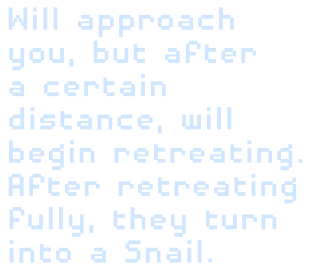 Will approach
you, but after
a certain
distance, will
begin retreating.
After retreating
fully, they turn
into a Snail.